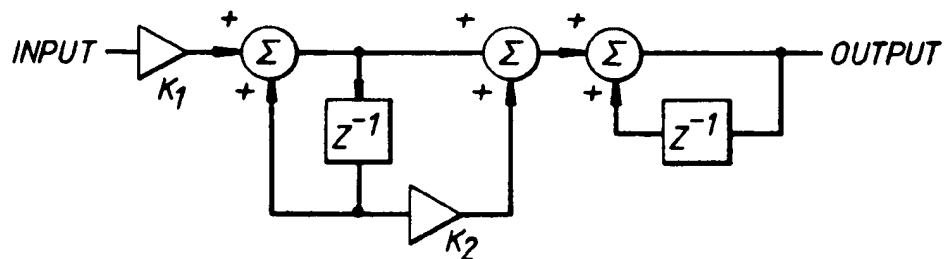 INPUT
K₁
+
Σ
+
Z⁻¹
K₂
+
Σ
+
+
Σ
+
Z⁻¹
OUTPUT